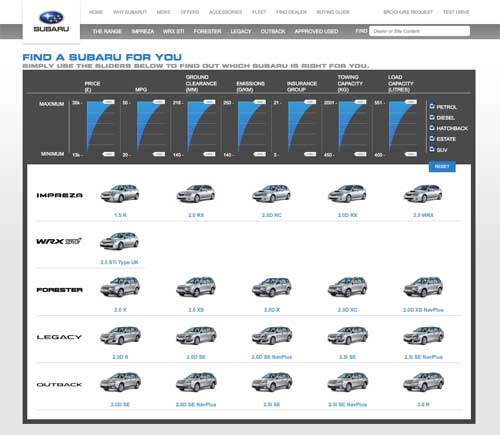 HOME WHY SUBARU? NEWS OFFERS ACCESSORIES FLEET FIND DEALER BUYING GUIDE BROCHURE REQUEST / TEST DRIVE
SUBARU
THE RANGE IMPREZA WRX STI FORESTER LEGACY OUTBACK APPROVED USED FIND Dealer or Site Content
FIND A SUBARU FOR YOU
SIMPLY USE THE SLIDERS BELOW TO FIND OUT WHICH SUBARU IS RIGHT FOR YOU.
PRICE (£) MPG GROUND CLEARANCE (MM) EMISSIONS (G/KM) INSURANCE GROUP TOWING CAPACITY (KG) LOAD CAPACITY (LITRES)
MAXIMUM 35k - 50 - 215 - 250 - 21 - 2001 - 551 -
PETROL
DIESEL
HATCHBACK
ESTATE
SUV
MINIMUM 13k - 20 - 140 - 140 - 5 - 450 - 400 -
RESET
IMPREZA
1.5 R 2.0 RX 2.0D RC 2.0D RX 2.5 WRX
WRX STI
2.5 STI Type UK
FORESTER
2.0 X 2.0 XS 2.0D X 2.0D XC 2.0D XS NavPlus
LEGACY
2.0D S 2.0D SE 2.0D SE NavPlus 2.5i SE 2.5i SE NavPlus
OUTBACK
2.0D SE 2.0D SE NavPlus 2.5i SE 2.5i SE NavPlus 3.6 R